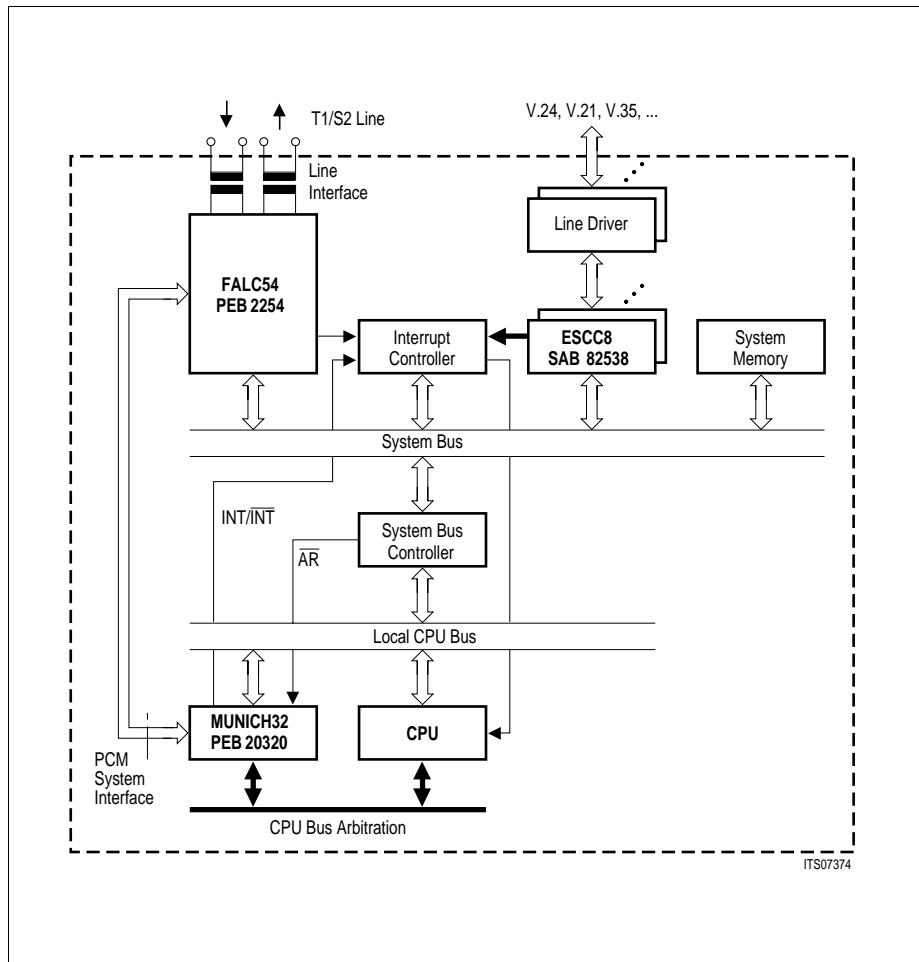 T1/S2 Line
V.24, V.21, V.35, ...
Line
Interface
Line Driver
FALC54
PEB 2254
Interrupt
Controller
ESCC8
SAB 82538
System
Memory
System Bus
INT/I̅N̅T̅
A̅R̅
System Bus
Controller
Local CPU Bus
MUNICH32
PEB 20320
CPU
PCM
System
Interface
CPU Bus Arbitration
ITS07374